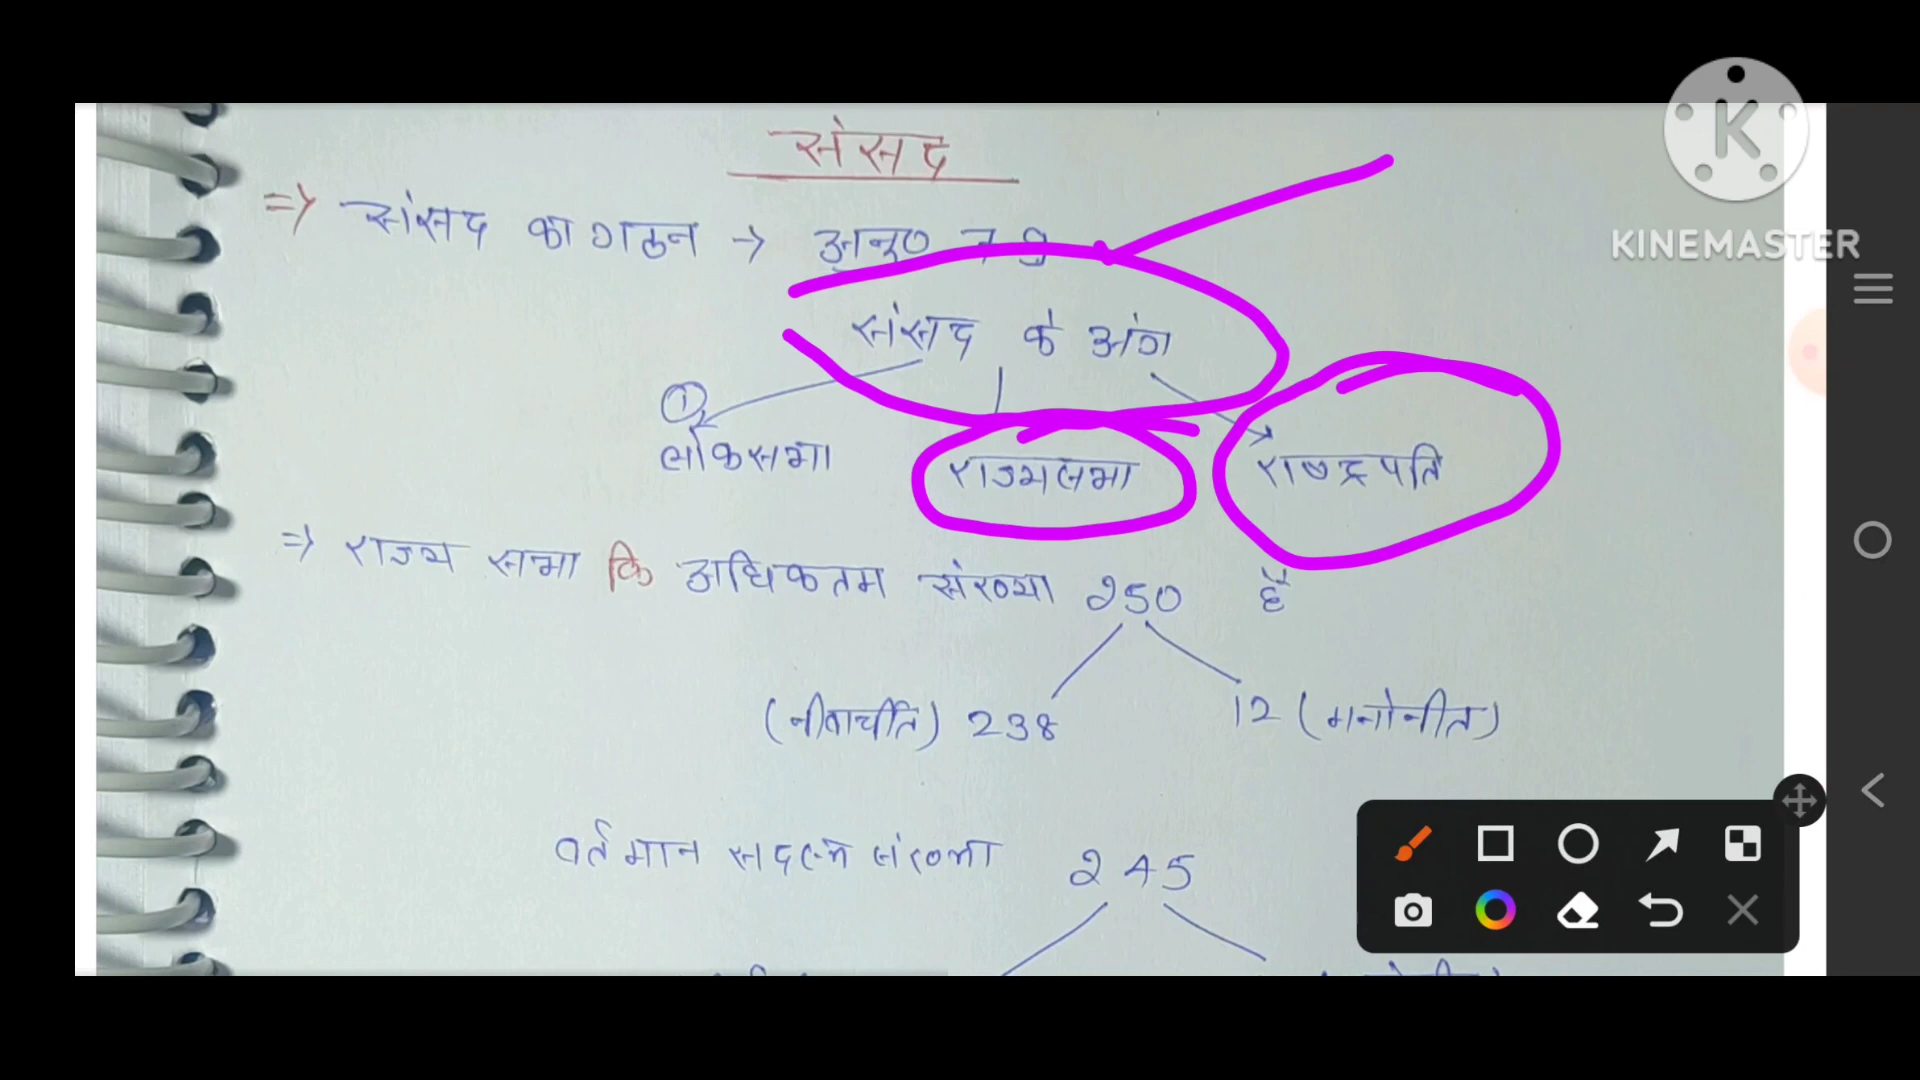 संसद
K
KINEMASTER
=> संसद का गठन → अनु० 79
संसद के अंग
①
लोकसभा राज्यसभा राष्ट्रपति
=> राज्य सभा कि अधिकतम संख्या 250 है
(नीवार्चीत) 238 12 (मनोनीत)
वर्तमान सदस्य संख्या 245